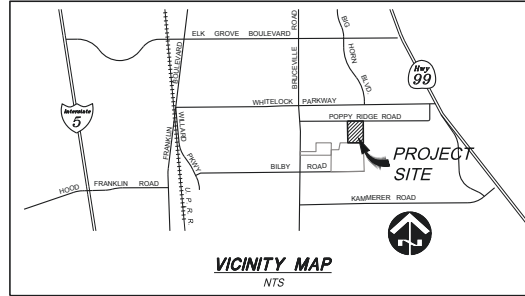 ELK GROVE BOULEVARD
BOULEVARD
ROAD
BRUCEVILLE
BIG
HORN
BLVD.
Hwy
99
Interstate
5
WHITELOCK PARKWAY
POPPY RIDGE ROAD
FRANKLIN
WILLARD
PKWY
PROJECT
SITE
BILBY ROAD
HOOD FRANKLIN ROAD
U.P.R.R.
KAMMERER ROAD
N
VICINITY MAP
NTS